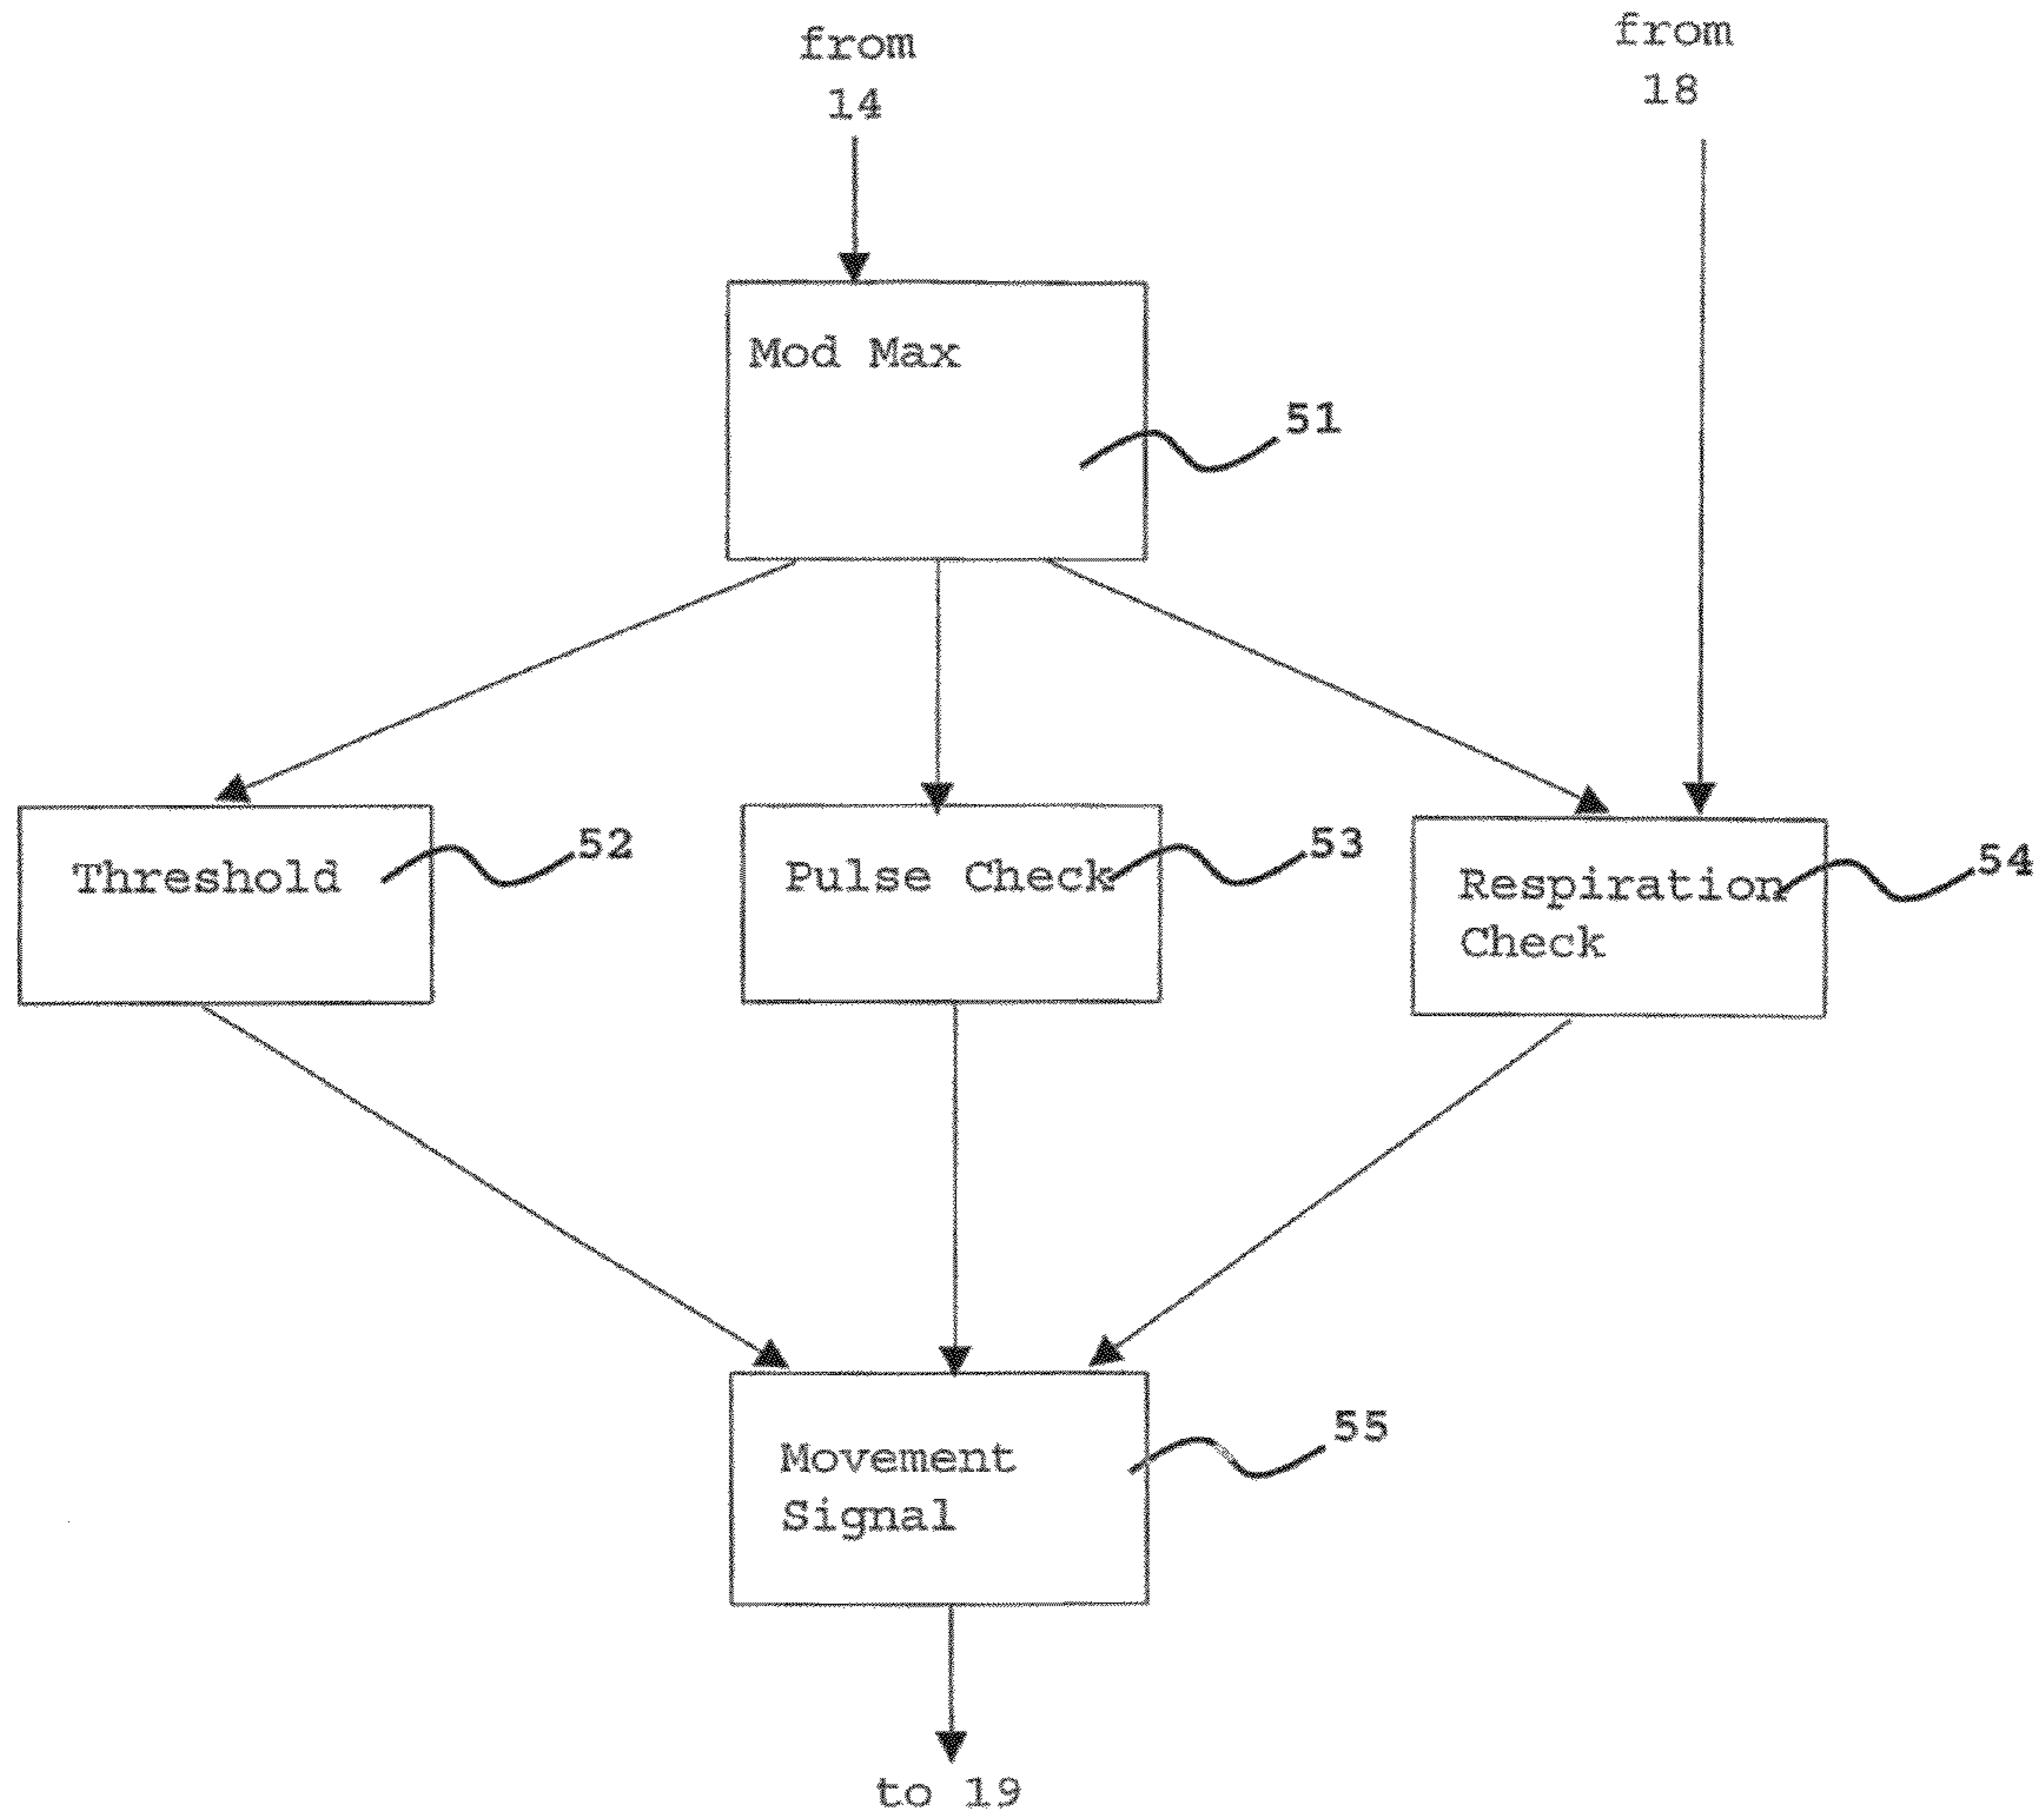 from
14
from
18
Mod Max
51
Threshold
52
Pulse Check
53
Respiration
Check
54
Movement
Signal
55
to 19